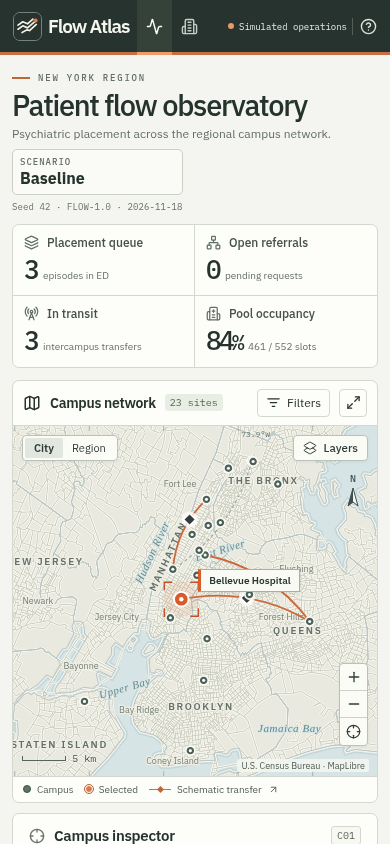 Flow Atlas
Simulated operations
NEW YORK REGION
Patient flow observatory
Psychiatric placement across the regional campus network.
SCENARIO
Baseline
Seed 42 · FLOW-1.0 · 2026-11-18
Placement queue
3 episodes in ED
Open referrals
0 pending requests
In transit
3 intercampus transfers
Pool occupancy
84% 461 / 552 slots
Campus network 23 sites
Filters
City Region
Layers
73.9°W
N
Fort Lee
THE BRONX
Hudson River
MANHATTAN
East River
EW JERSEY
Flushing
Bellevue Hospital
Newark
Jersey City
Forest Hills
QUEENS
Bayonne
Upper Bay
Bay Ridge
BROOKLYN
Jamaica Bay
STATEN ISLAND
5 km
Coney Island
U.S. Census Bureau · MapLibre
Campus
Selected
Schematic transfer
Campus inspector
C01